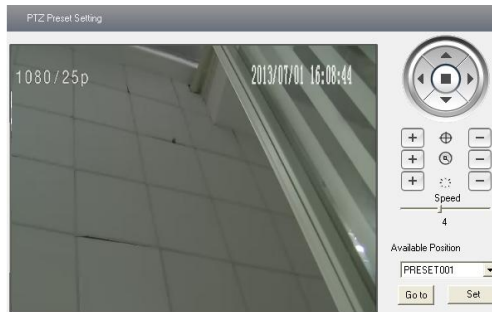 PTZ Preset Setting
1080/25p
2013/07/01 16:08:44
Speed
4
Available Position
PRESET001
Go to
Set